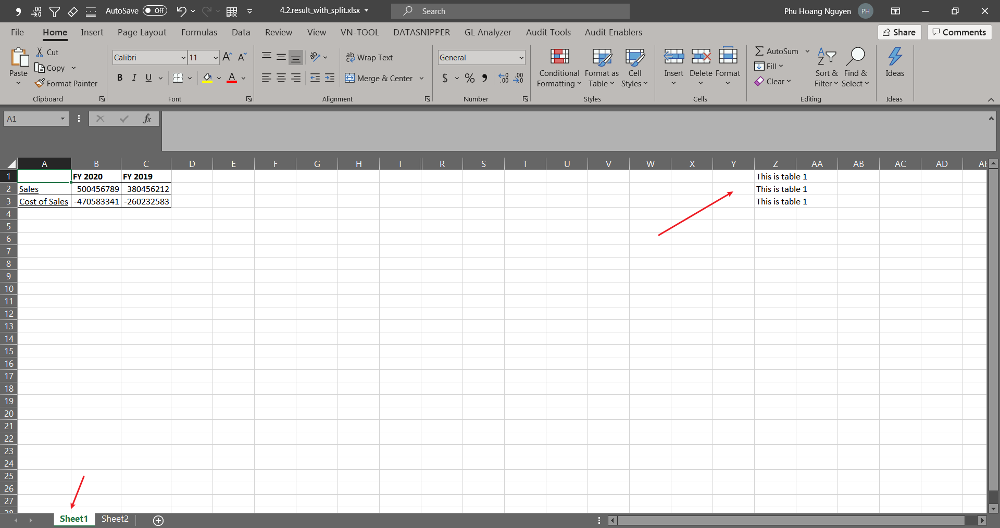 AutoSave Off 4.2.result_with_split.xlsx Search Phu Hoang Nguyen PH
File Home Insert Page Layout Formulas Data Review View VN-TOOL DATASNIPPER GL Analyzer Audit Tools Audit Enablers Share Comments
Paste Cut Copy Format Painter Clipboard
Calibri 11 B I U A Font
ab Wrap Text Merge & Center Alignment
General $ % Number
Conditional Formatting Format as Table Cell Styles Styles
Insert Delete Format Cells
AutoSum Fill Clear Sort & Filter Find & Select Editing
Ideas Ideas
A1 fx
A B C D E F G H I R S T U V W X Y Z AA AB AC AD
1 FY 2020 FY 2019 This is table 1
2 Sales 500456789 380456212 This is table 1
3 Cost of Sales -470583341 -260232583 This is table 1
4
5
6
7
8
9
10
11
12
13
14
15
16
17
18
19
20
21
22
23
24
25
26
27
28
Sheet1 Sheet2